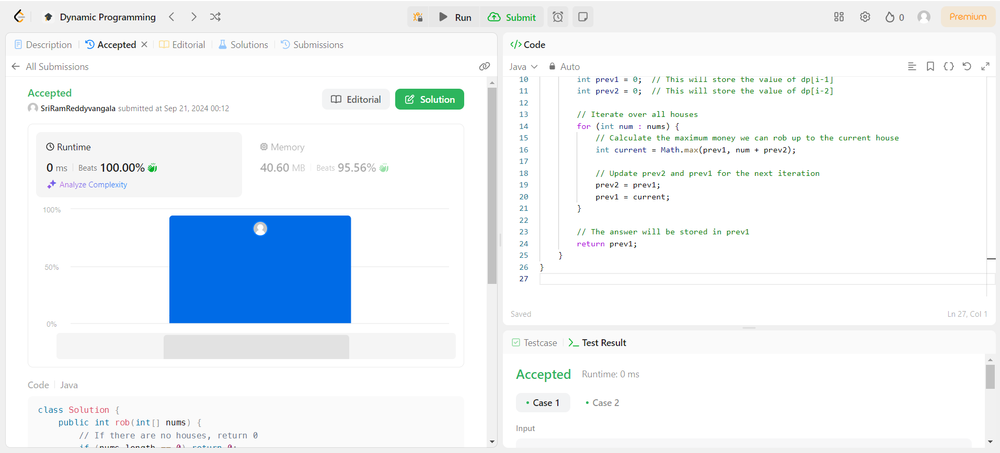 Dynamic Programming
Run
Submit
0
Premium
Description
Accepted
Editorial
Solutions
Submissions
All Submissions
Accepted
Editorial
Solution
SriRamReddyvangala submitted at Sep 21, 2024 00:12
Runtime
0 ms
Beats 100.00%
Analyze Complexity
Memory
40.60 MB
Beats 95.56%
100%
50%
0%
Code
Java
class Solution {
public int rob(int[] nums) {
// If there are no houses, return 0
if (nums.length == 0) return 0;
</>Code
Java
Auto
10 int prev1 = 0;  // This will store the value of dp[i-1]
11 int prev2 = 0;  // This will store the value of dp[i-2]
12
13 // Iterate over all houses
14 for (int num : nums) {
15 // Calculate the maximum money we can rob up to the current house
16 int current = Math.max(prev1, num + prev2);
17
18 // Update prev2 and prev1 for the next iteration
19 prev2 = prev1;
20 prev1 = current;
21 }
22
23 // The answer will be stored in prev1
24 return prev1;
25 }
26 }
27
Saved
Ln 27, Col 1
Testcase
Test Result
Accepted
Runtime: 0 ms
Case 1
Case 2
Input